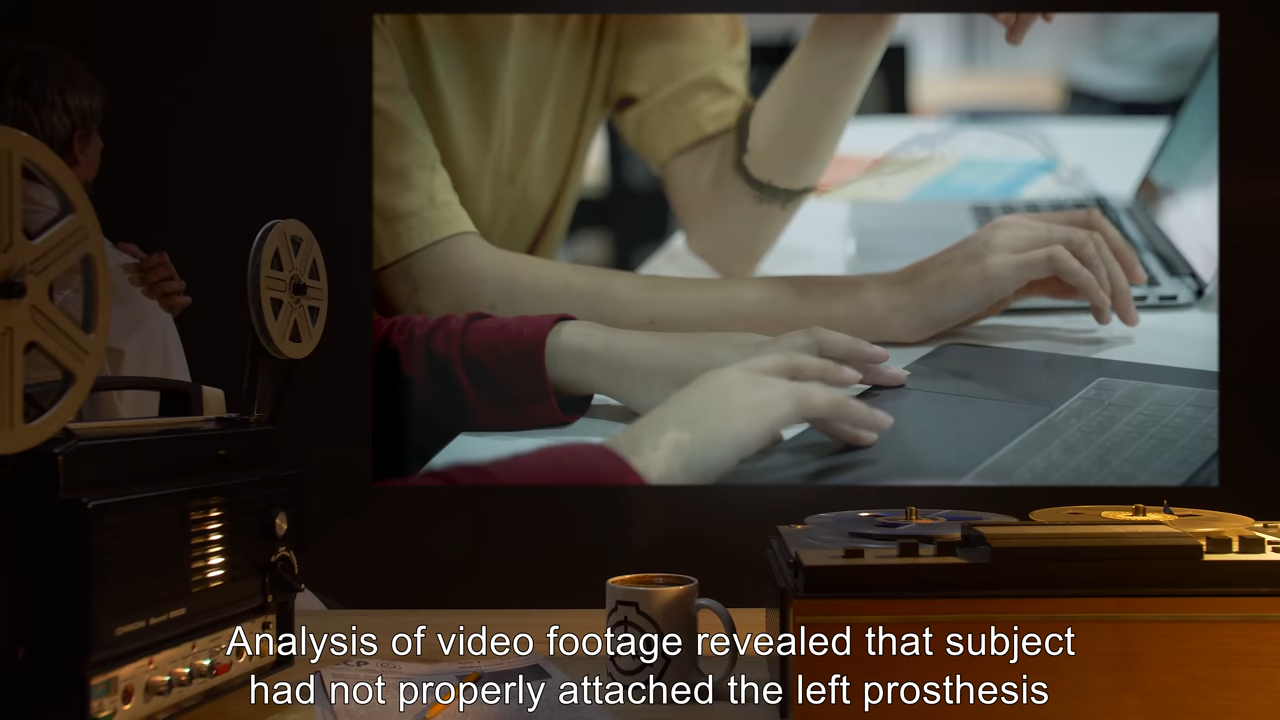 Analysis of video footage revealed that subject
had not properly attached the left prosthesis